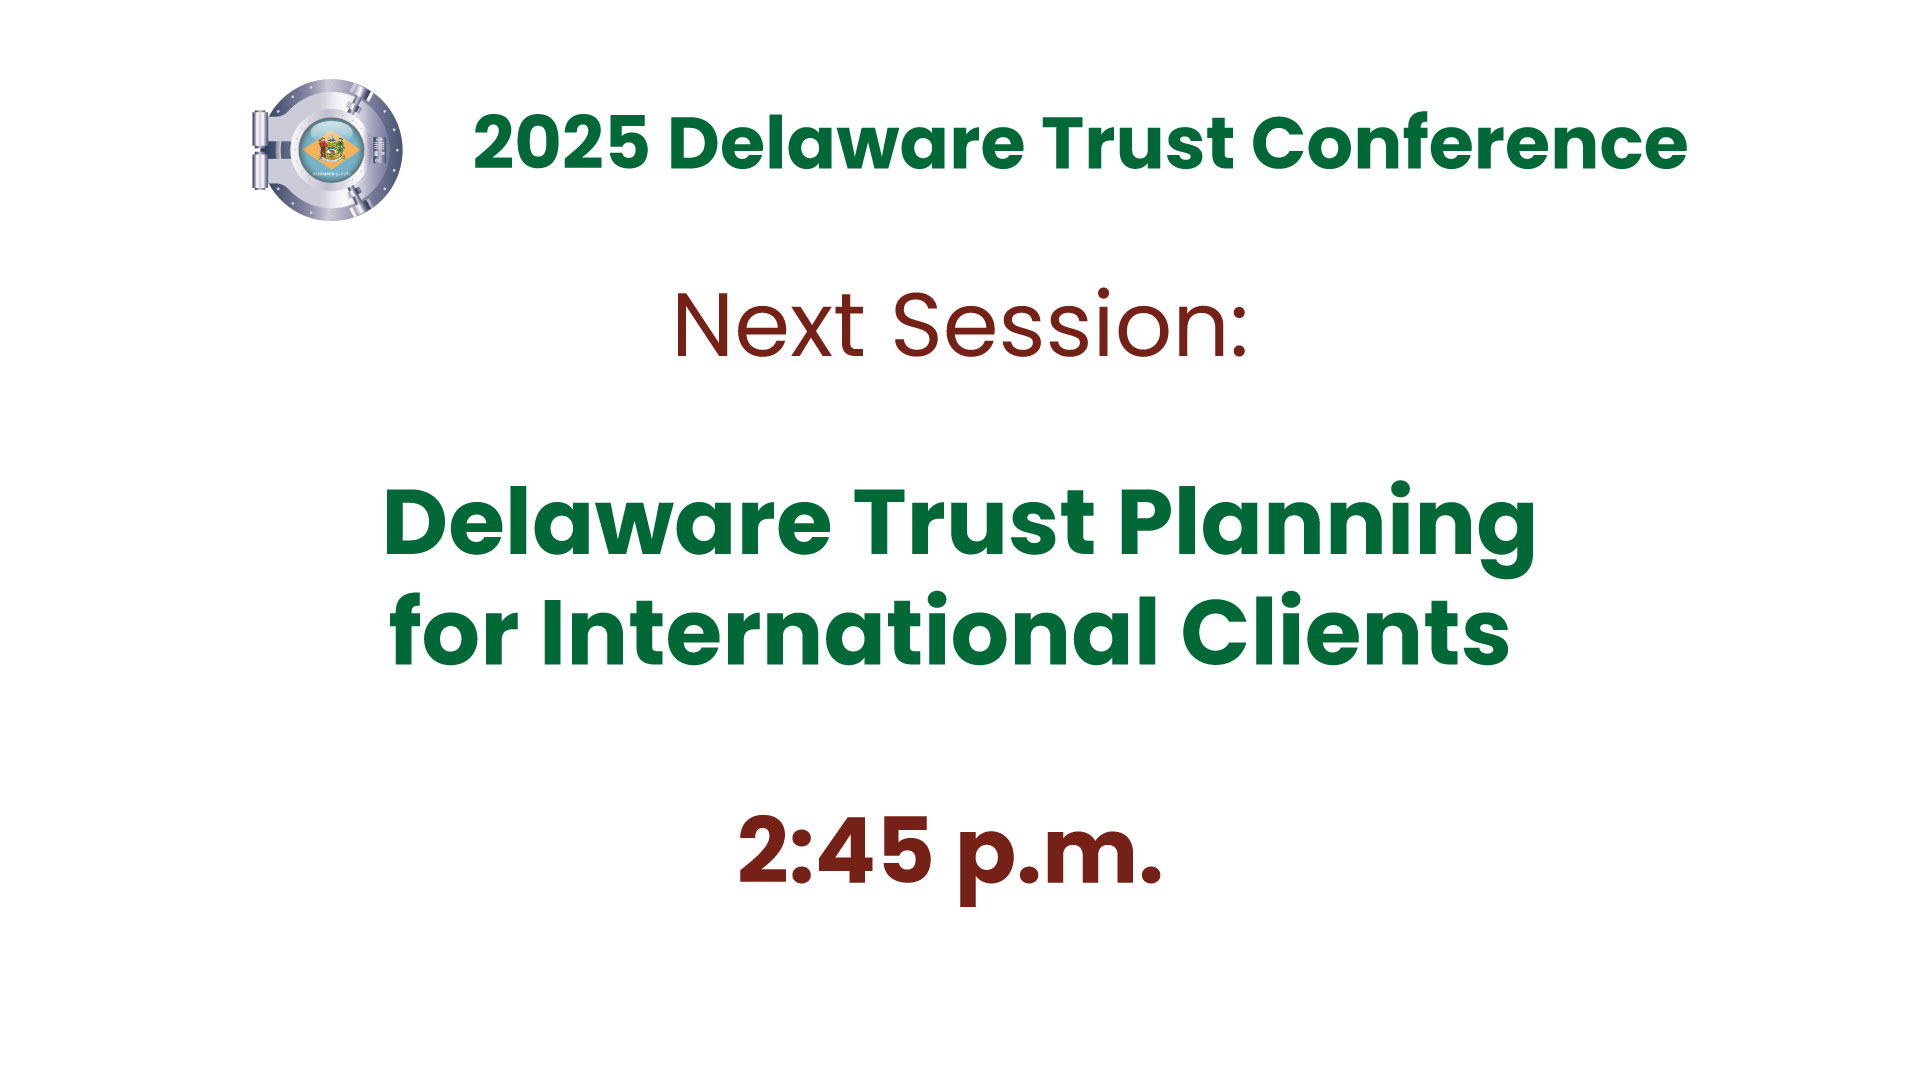 2025 Delaware Trust Conference
Next Session:
Delaware Trust Planning
for International Clients
2:45 p.m.